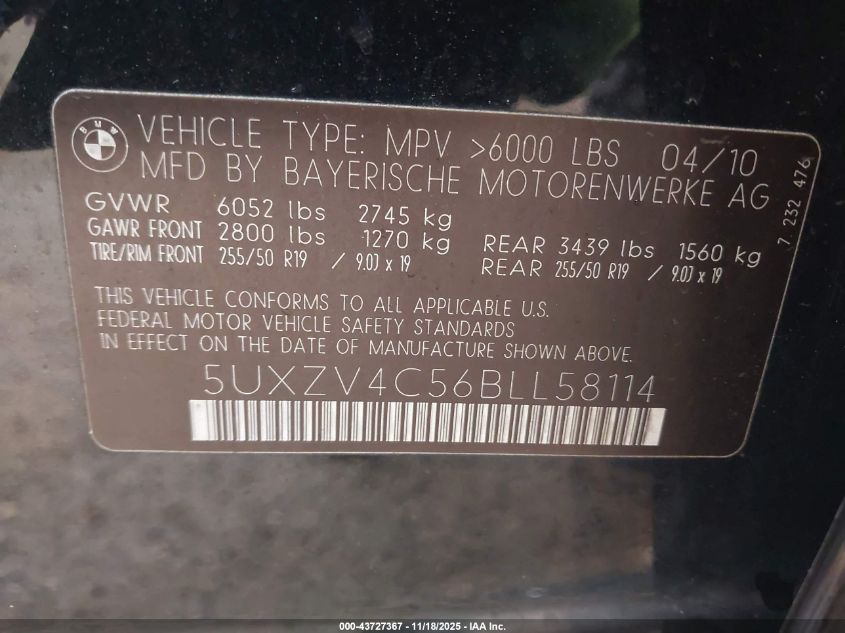 BMW
VEHICLE TYPE: MPV >6000 LBS 04/10
MFD BY BAYERISCHE MOTORENWERKE AG
GVWR 6052 lbs 2745 kg
GAWR FRONT 2800 lbs 1270 kg REAR 3439 lbs 1560 kg
TIRE/RIM FRONT 255/50 R19 / 9.0J x 19 REAR 255/50 R19 / 9.0J x 19
7 232 476
THIS VEHICLE CONFORMS TO ALL APPLICABLE U.S.
FEDERAL MOTOR VEHICLE SAFETY STANDARDS
IN EFFECT ON THE DATE OF MANUFACTURE SHOWN ABOVE.
5UXZV4C56BLL58114
000-43727367 - 11/18/2025 - IAA Inc.